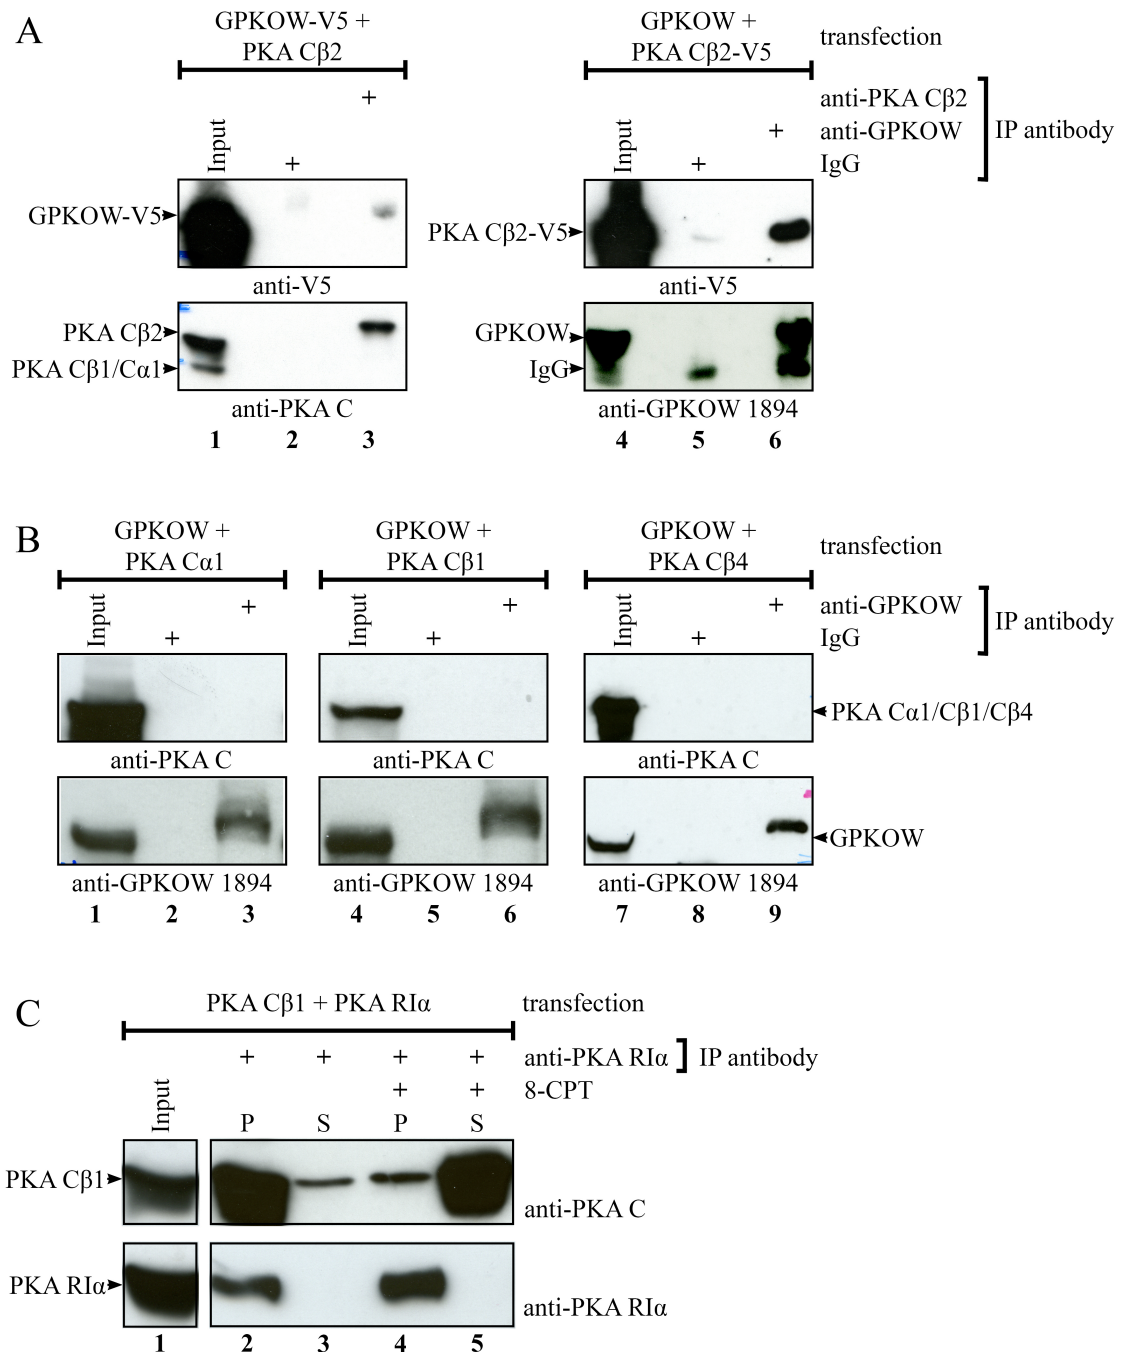 A
GPKOW-V5 +
PKA Cβ2
GPKOW +
PKA Cβ2-V5
transfection
+
anti-PKA Cβ2
Input
Input
+
anti-GPKOW
IP antibody
+
+
IgG
GPKOW-V5
PKA Cβ2-V5
anti-V5
anti-V5
PKA Cβ2
PKA Cβ1/Cα1
GPKOW
IgG
anti-PKA C
anti-GPKOW 1894
1 2 3
4 5 6
B
GPKOW +
PKA Cα1
GPKOW +
PKA Cβ1
GPKOW +
PKA Cβ4
transfection
Input
+
Input
+
Input
+
anti-GPKOW
IP antibody
+
+
+
IgG
PKA Cα1/Cβ1/Cβ4
anti-PKA C
anti-PKA C
anti-PKA C
GPKOW
anti-GPKOW 1894
anti-GPKOW 1894
anti-GPKOW 1894
1 2 3
4 5 6
7 8 9
C
PKA Cβ1 + PKA RIα
transfection
+ + + +
anti-PKA RIα
IP antibody
+ +
8-CPT
Input
P S P S
PKA Cβ1
anti-PKA C
PKA RIα
anti-PKA RIα
1 2 3 4 5